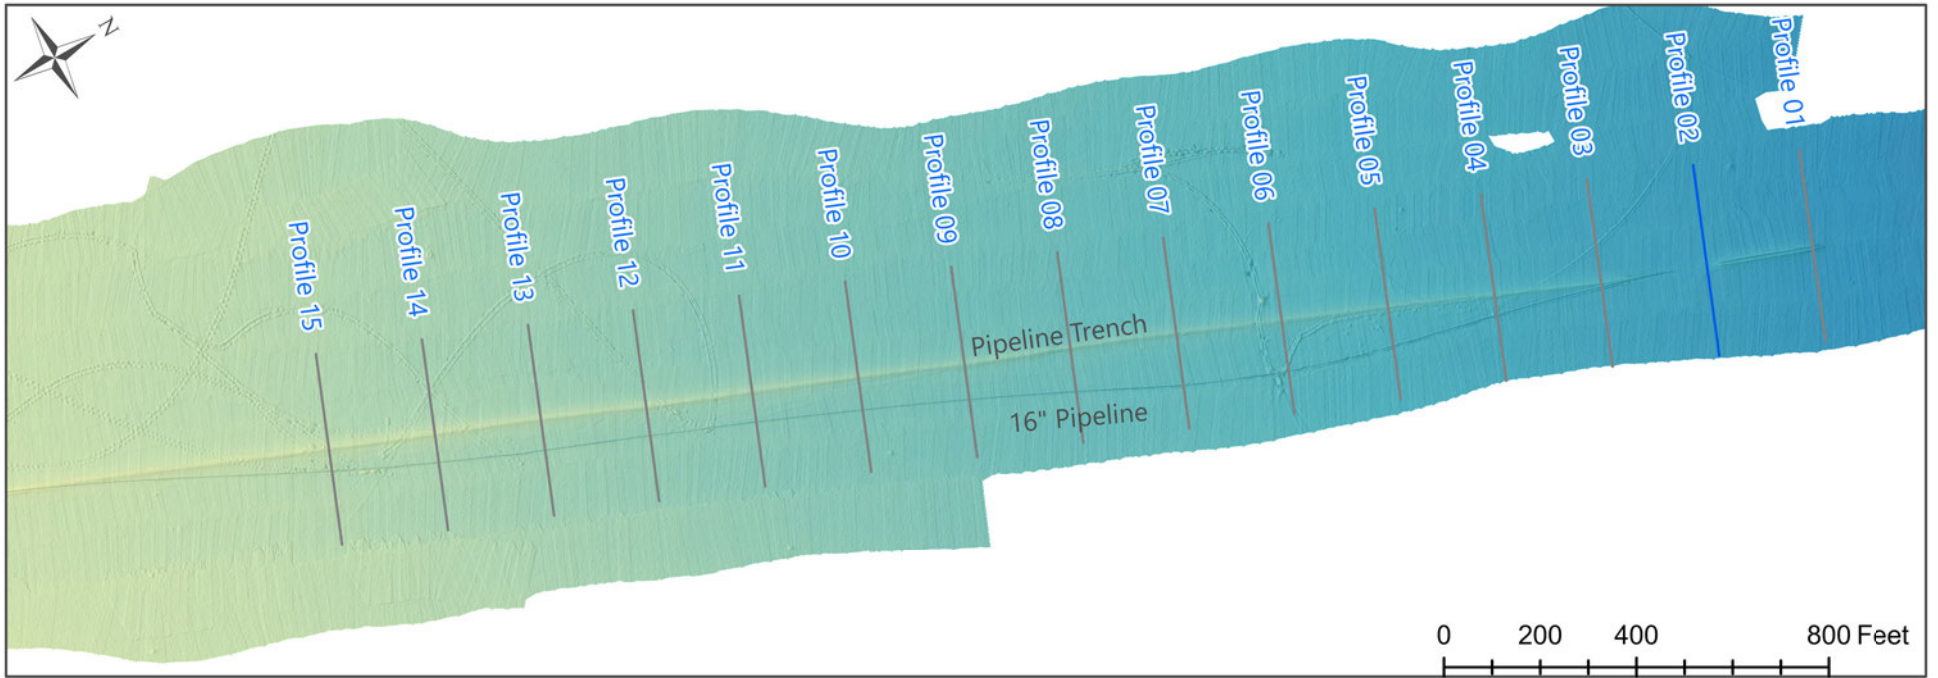 N
Profile 01
Profile 02
Profile 03
Profile 04
Profile 05
Profile 06
Profile 07
Profile 08
Profile 09
Profile 10
Profile 11
Profile 12
Profile 13
Profile 14
Profile 15
Pipeline Trench
16" Pipeline
0 200 400 800 Feet